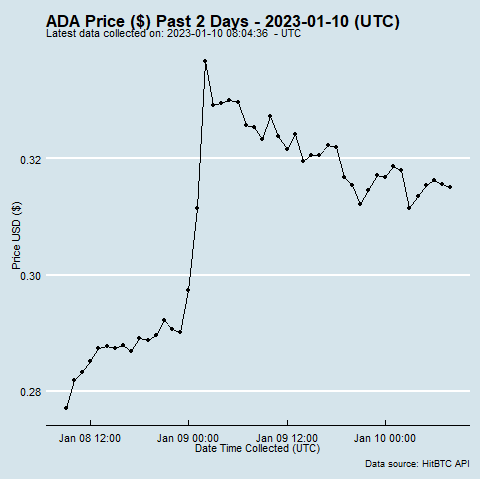 ADA Price ($) Past 2 Days - 2023-01-10 (UTC)
Latest data collected on: 2023-01-10 08:04:36  - UTC
Price USD ($)
0.32
0.30
0.28
Jan 08 12:00
Jan 09 00:00
Jan 09 12:00
Jan 10 00:00
Date Time Collected (UTC)
Data source: HitBTC API